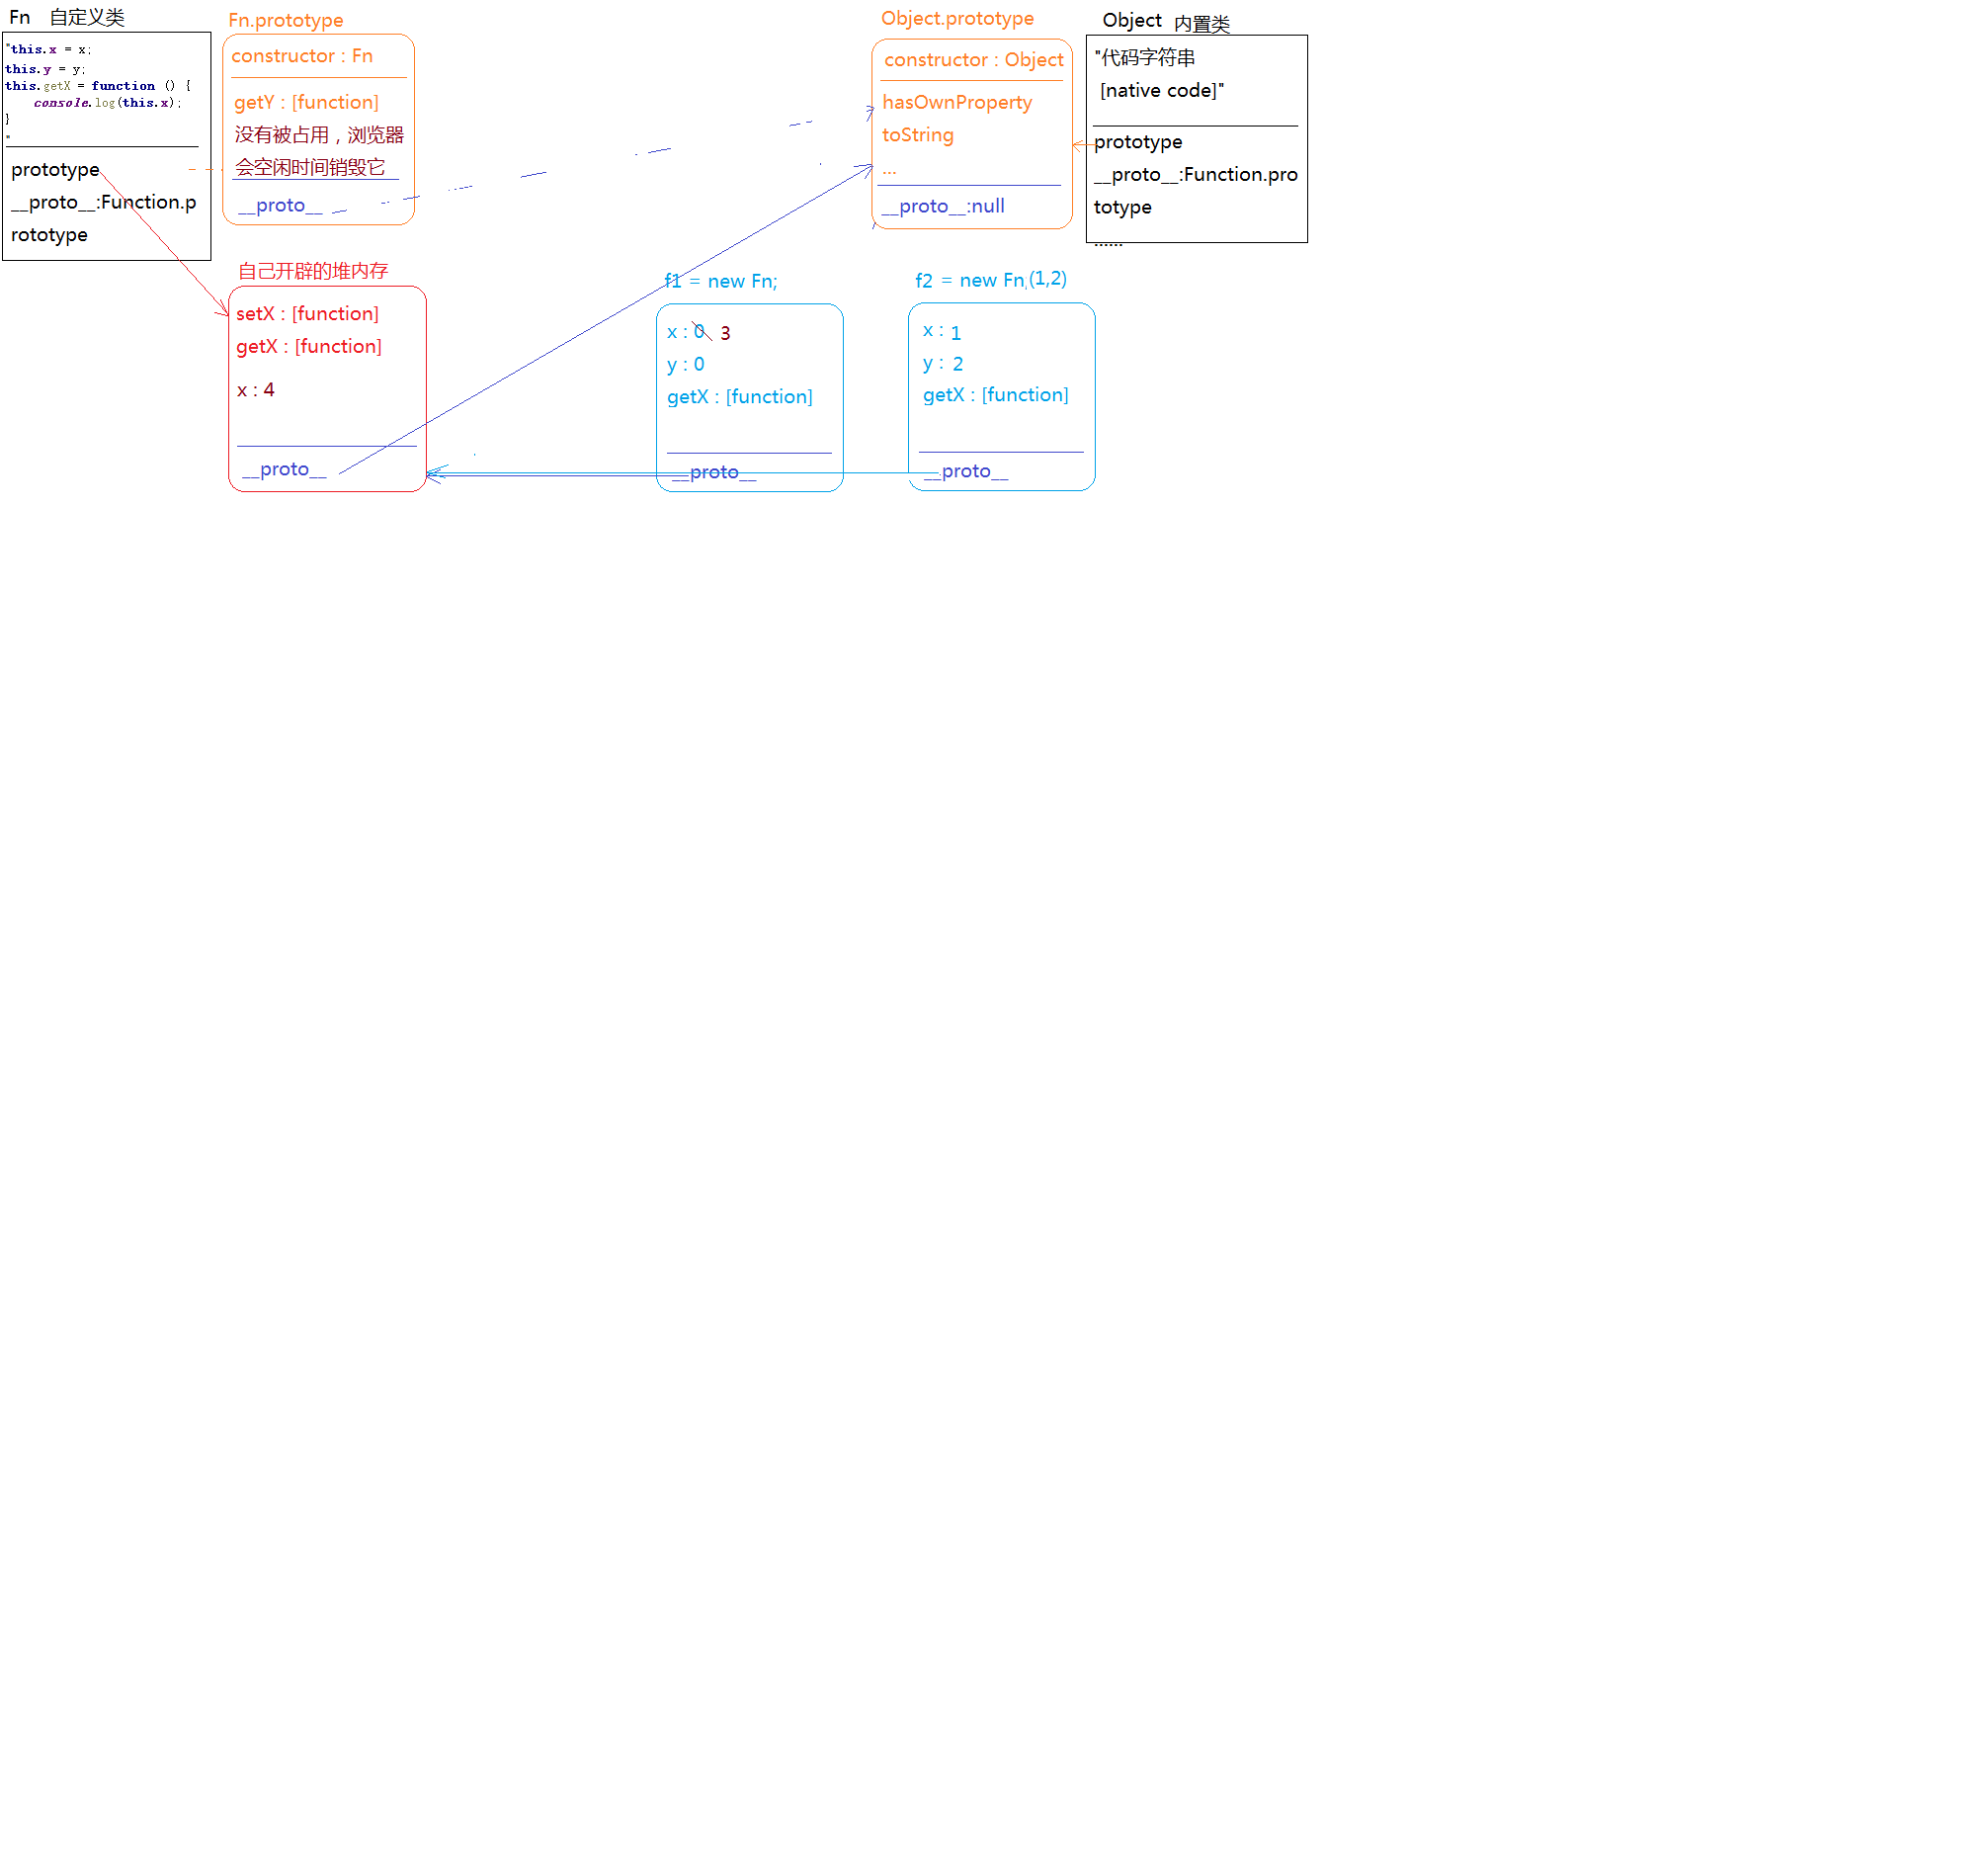 Fn 自定义类
"this.x = x;
this.y = y;
this.getX = function () {
console.log(this.x);
}
"
prototype
__proto__:Function.p
rototype
Fn.prototype
constructor : Fn
getY : [function]
没有被占用，浏览器
会空闲时间销毁它
__proto__
Object.prototype
constructor : Object
hasOwnProperty
toString
...
__proto__:null
Object 内置类
"代码字符串
[native code]"
prototype
__proto__:Function.pro
totype
......
自己开辟的堆内存
setX : [function]
getX : [function]
x : 4
__proto__
f1 = new Fn;
x : 0 3
y : 0
getX : [function]
__proto__
f2 = new Fn,(1,2)
x : 1
y : 2
getX : [function]
__proto__